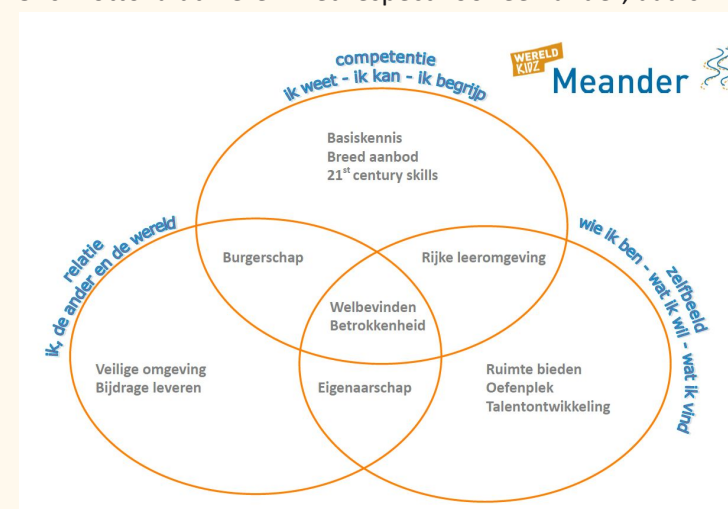 competentie
ik weet - ik kan - ik begrijp
WERELD
KIDZ
Meander
Basiskennis
Breed aanbod
21st century skills
relatie
ik, de ander en de wereld
wie ik ben - wat ik wil - wat ik vind
zelfbeeld
Burgerschap
Rijke leeromgeving
Welbevinden
Betrokkenheid
Veilige omgeving
Bijdrage leveren
Eigenaarschap
Ruimte bieden
Oefenplek
Talentontwikkeling